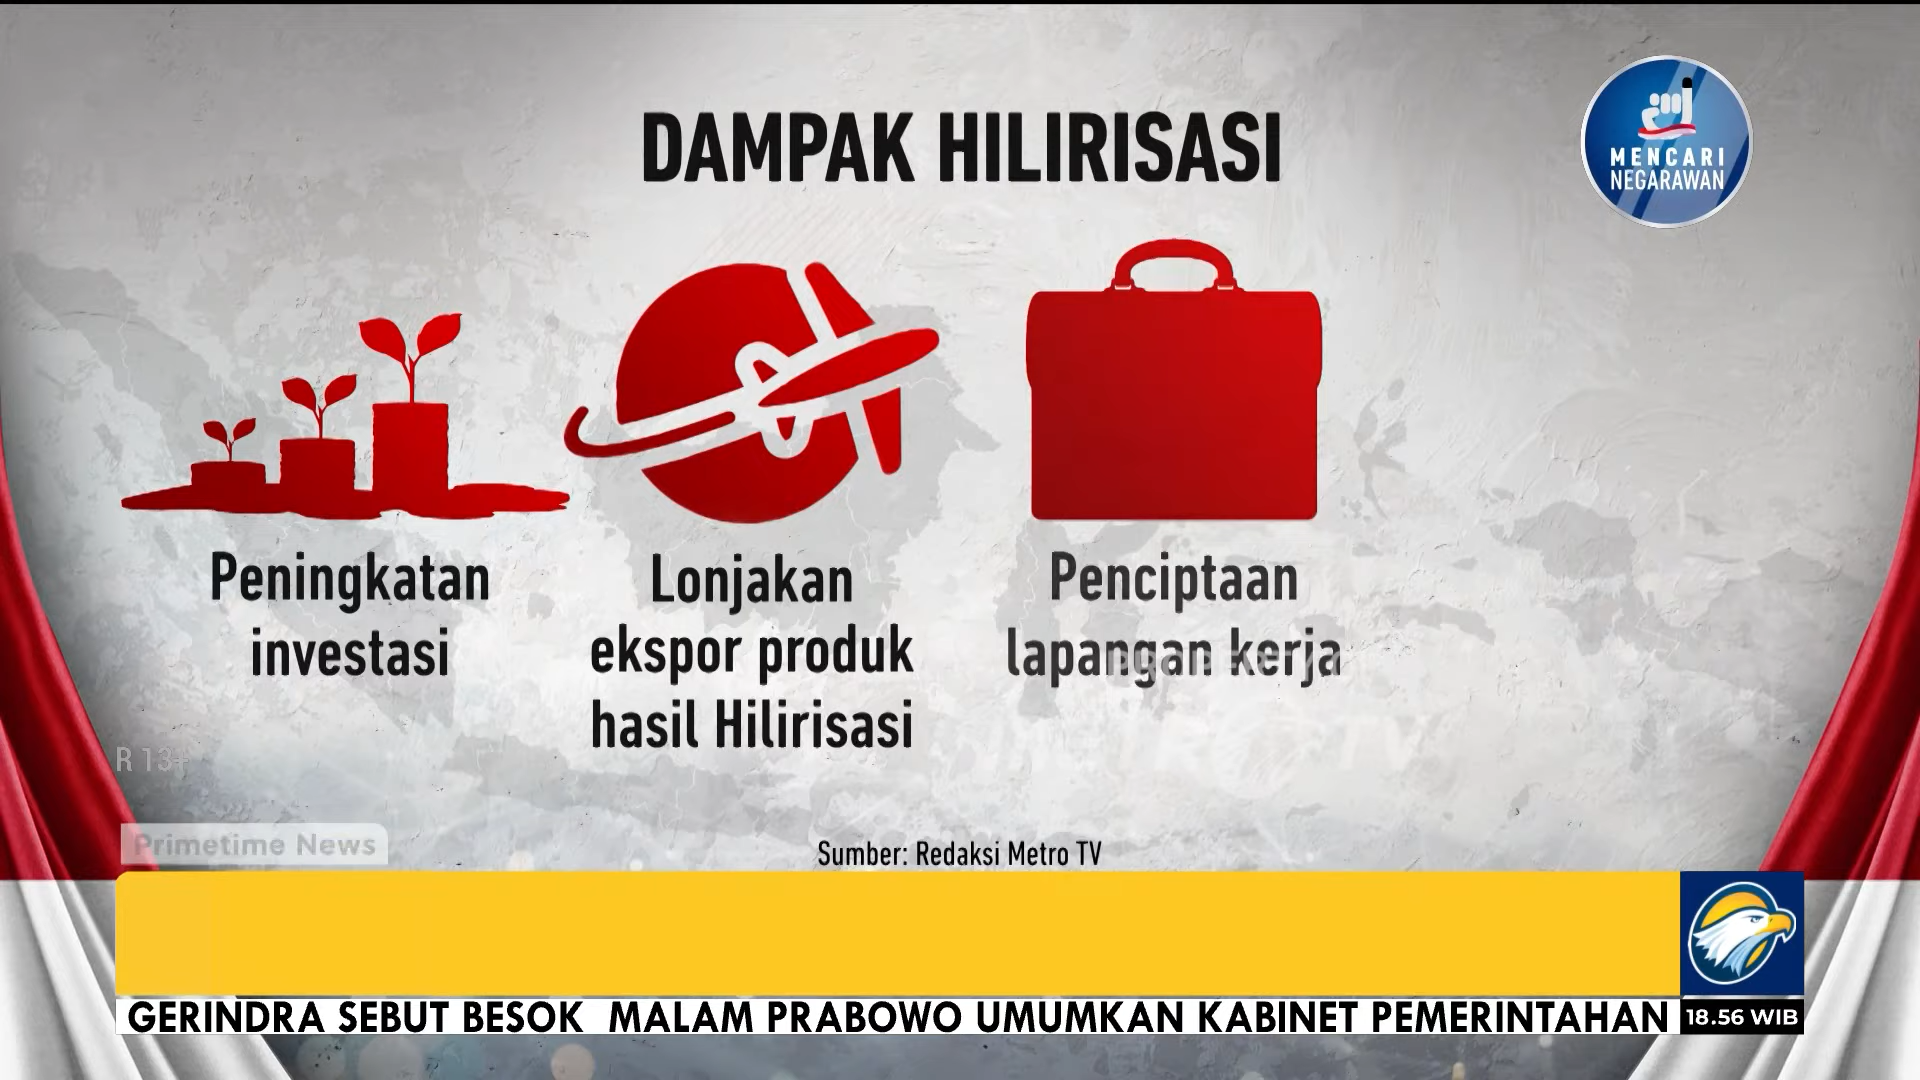 DAMPAK HILIRISASI
MENCARI
NEGARAWAN
Peningkatan
investasi
Lonjakan
ekspor produk
hasil Hilirisasi
Penciptaan
lapangan kerja
R 13+
Primetime News
Sumber: Redaksi Metro TV
GERINDRA SEBUT BESOK MALAM PRABOWO UMUMKAN KABINET PEMERINTAHAN
18.56 WIB